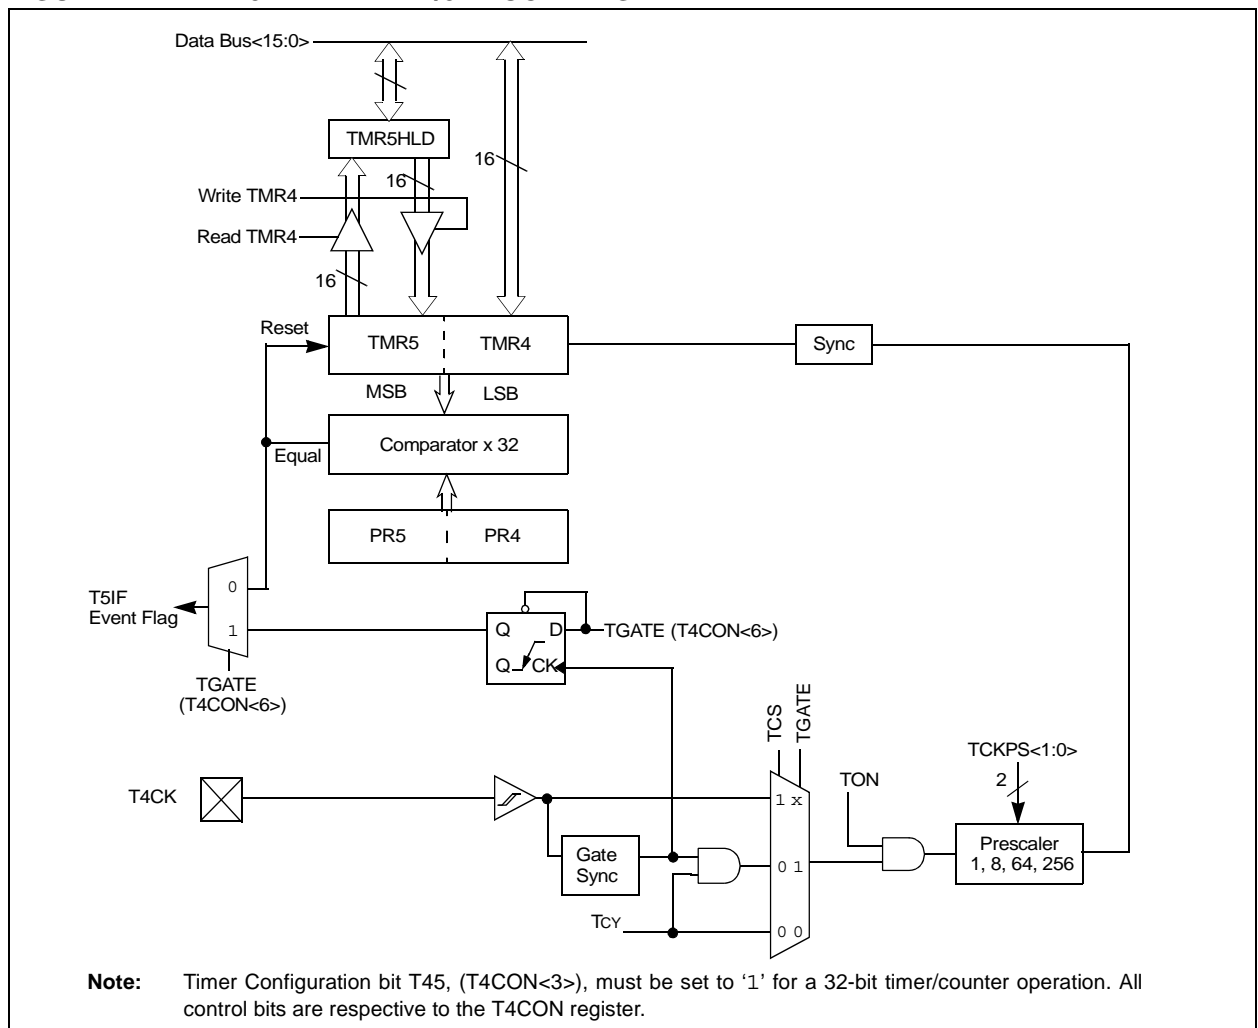 Data Bus<15:0>
TMR5HLD
16
16
Write TMR4
Read TMR4
16
Reset
TMR5
TMR4
Sync
MSB
LSB
Equal
Comparator x 32
PR5
PR4
0
T5IF
Event Flag
1
Q
D
TGATE (T4CON<6>)
Q
CK
TGATE
(T4CON<6>)
TCS
TGATE
TCKPS<1:0>
2
TON
T4CK
1 x
Prescaler
1, 8, 64, 256
Gate
Sync
0 1
TCY
0 0
Note: Timer Configuration bit T45, (T4CON<3>), must be set to ‘1’ for a 32-bit timer/counter operation. All
control bits are respective to the T4CON register.